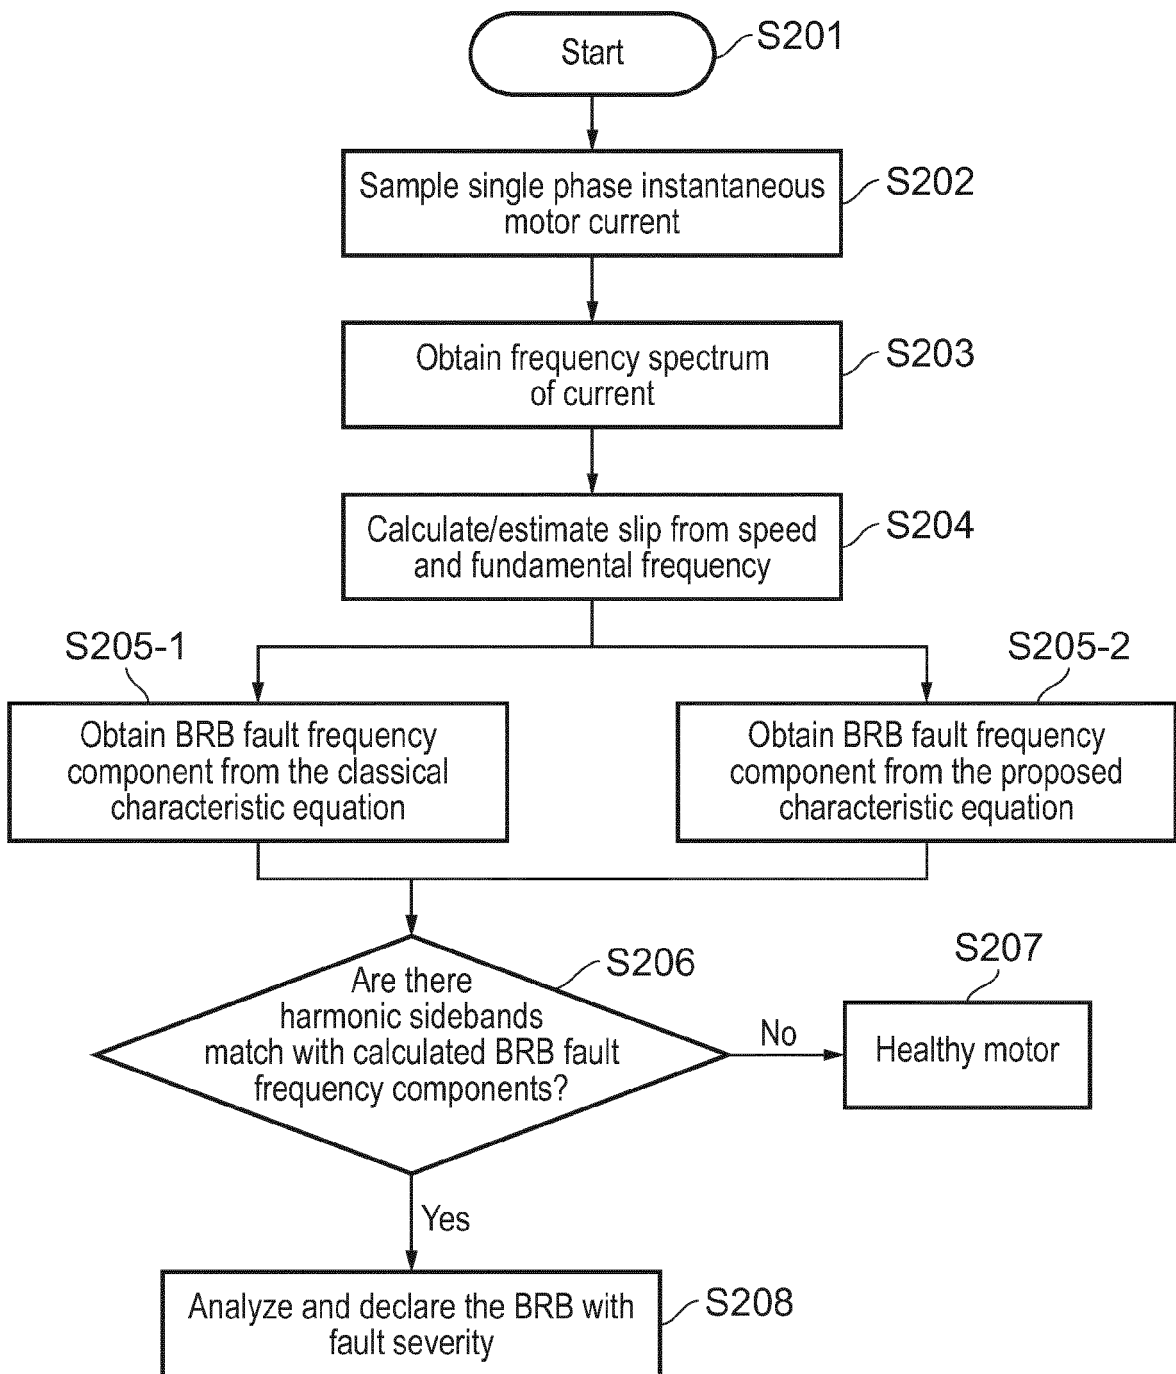 Start
S201
Sample single phase instantaneous
motor current
S202
Obtain frequency spectrum
of current
S203
Calculate/estimate slip from speed
and fundamental frequency
S204
S205-1
Obtain BRB fault frequency
component from the classical
characteristic equation
S205-2
Obtain BRB fault frequency
component from the proposed
characteristic equation
S206
Are there
harmonic sidebands
match with calculated BRB fault
frequency components?
No
S207
Healthy motor
Yes
Analyze and declare the BRB with
fault severity
S208